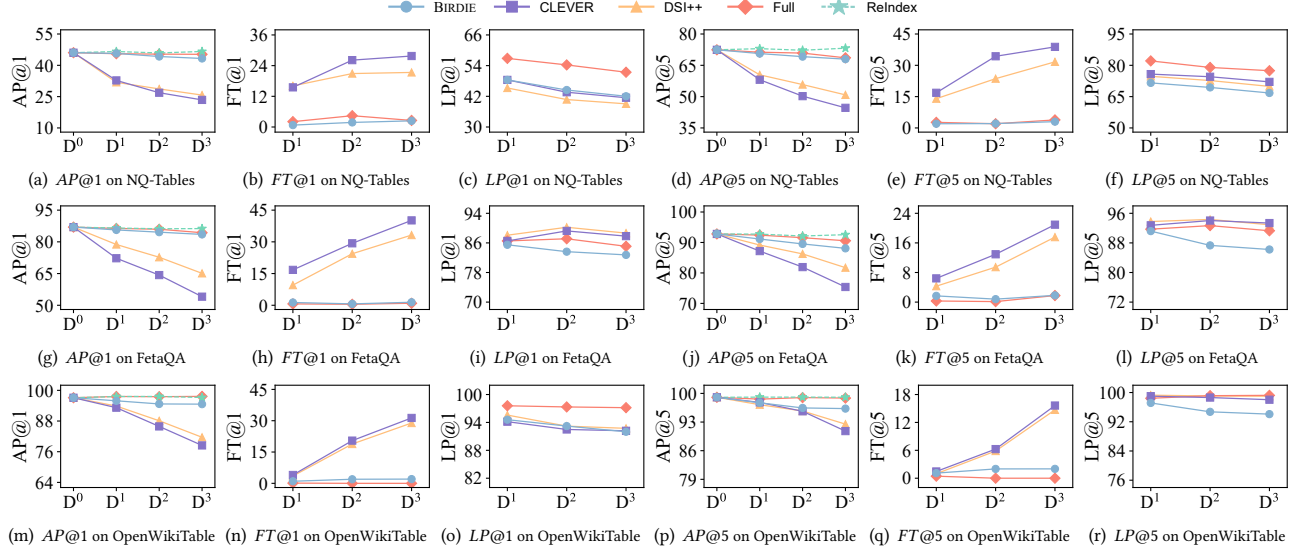 BIRDIE CLEVER DSI++ Full ReIndex
55 40 25 10 AP@1 D⁰ D¹ D² D³
36 24 12 0 FT@1 D¹ D² D³
66 54 42 30 LP@1 D¹ D² D³
80 65 50 35 AP@5 D⁰ D¹ D² D³
45 30 15 0 FT@5 D¹ D² D³
95 80 65 50 LP@5 D¹ D² D³
(a) AP@1 on NQ-Tables (b) FT@1 on NQ-Tables (c) LP@1 on NQ-Tables (d) AP@5 on NQ-Tables (e) FT@5 on NQ-Tables (f) LP@5 on NQ-Tables
95 80 65 50 AP@1 D⁰ D¹ D² D³
45 30 15 0 FT@1 D¹ D² D³
91 84 77 70 LP@1 D¹ D² D³
100 90 80 70 AP@5 D⁰ D¹ D² D³
24 16 8 0 FT@5 D¹ D² D³
96 88 80 72 LP@5 D¹ D² D³
(g) AP@1 on FetaQA (h) FT@1 on FetaQA (i) LP@1 on FetaQA (j) AP@5 on FetaQA (k) FT@5 on FetaQA (l) LP@5 on FetaQA
100 88 76 64 AP@1 D⁰ D¹ D² D³
45 30 15 0 FT@1 D¹ D² D³
100 94 88 82 LP@1 D¹ D² D³
100 93 86 79 AP@5 D⁰ D¹ D² D³
18 12 6 0 FT@5 D¹ D² D³
100 92 84 76 LP@5 D¹ D² D³
(m) AP@1 on OpenWikiTable (n) FT@1 on OpenWikiTable (o) LP@1 on OpenWikiTable (p) AP@5 on OpenWikiTable (q) FT@5 on OpenWikiTable (r) LP@5 on OpenWikiTable